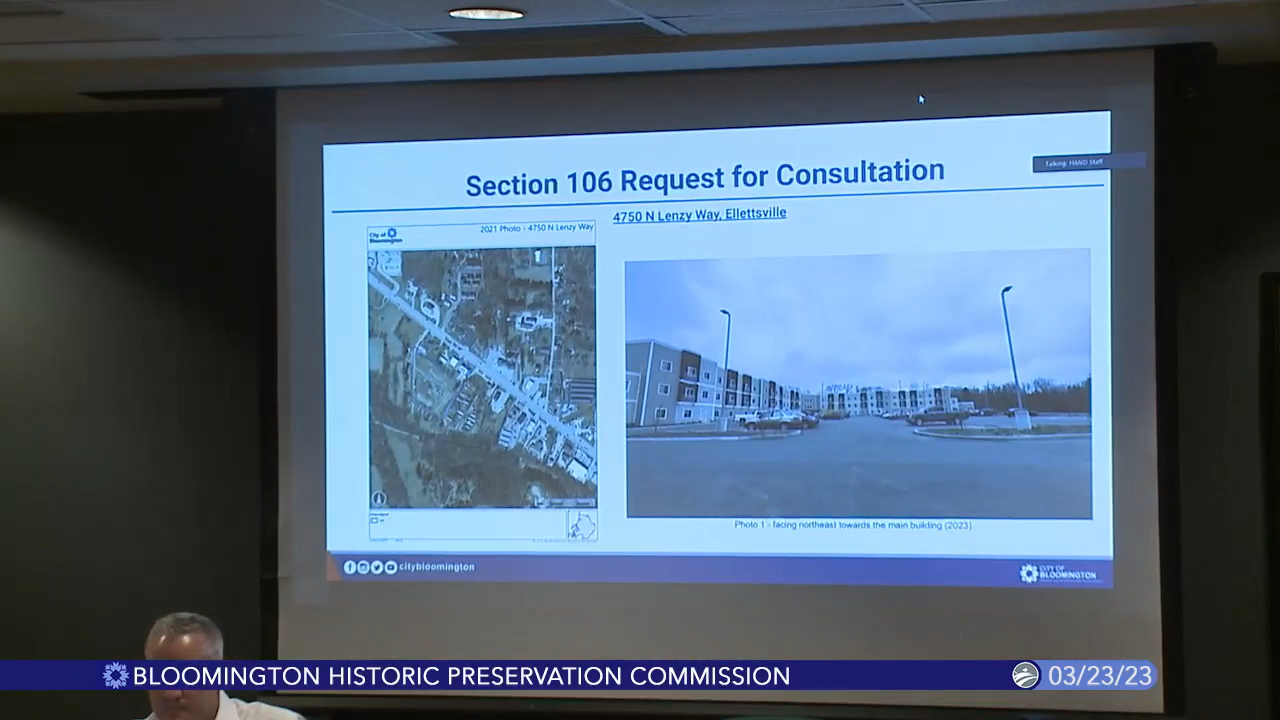 Section 106 Request for Consultation
Talking: HAND Staff
4750 N Lenzy Way, Ellettsville
City of
Bloomington
2021 Photo - 4750 N Lenzy Way
Photo 1 - facing northeast towards the main building (2023)
citybloomington
CITY OF
BLOOMINGTON
BLOOMINGTON HISTORIC PRESERVATION COMMISSION
03/23/23